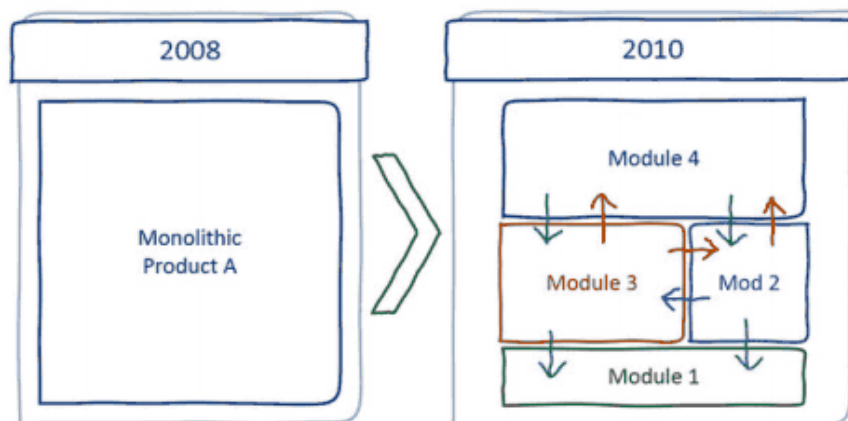 2008
Monolithic
Product A
2010
Module 4
Module 3
Mod 2
Module 1